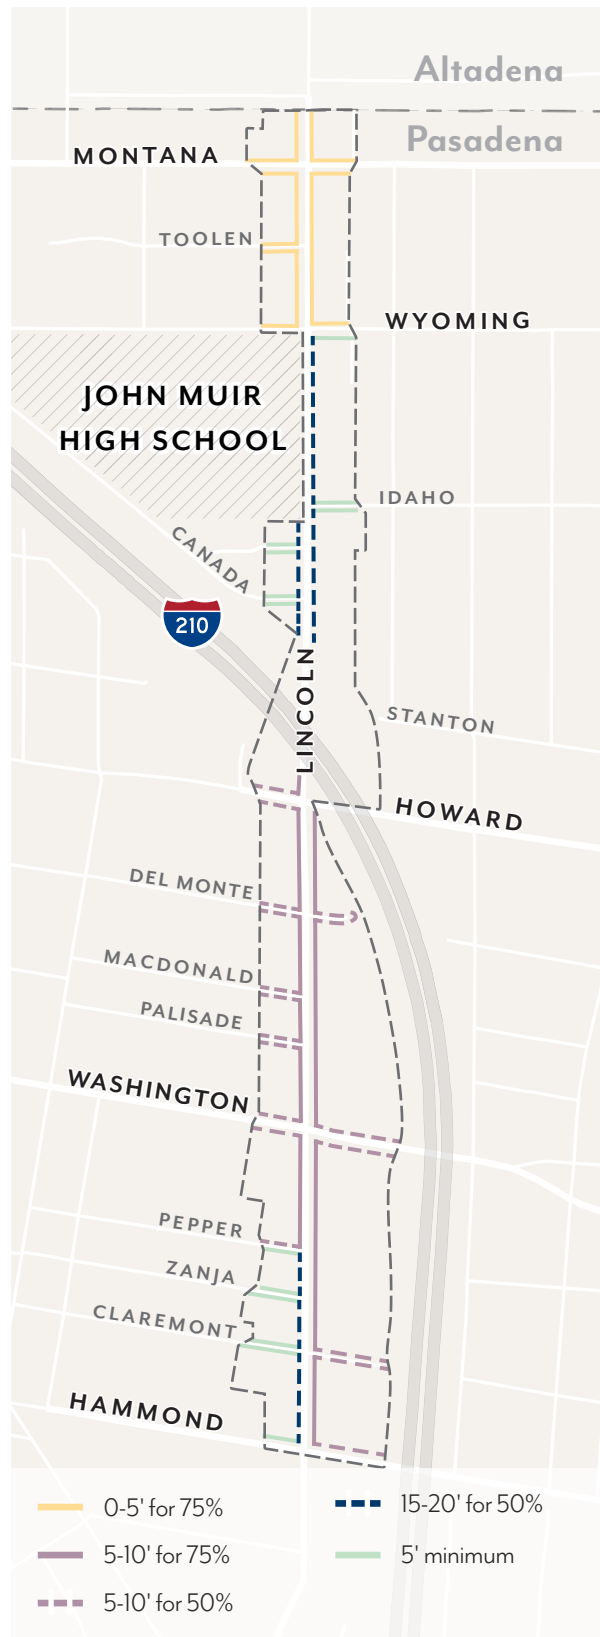 Altadena
Pasadena
MONTANA
TOOLEN
WYOMING
JOHN MUIR
HIGH SCHOOL
IDAHO
CANADA
210
LINCOLN
STANTON
HOWARD
DEL MONTE
MACDONALD
PALISADE
WASHINGTON
PEPPER
ZANJA
CLAREMONT
HAMMOND
0-5' for 75%
5-10' for 75%
5-10' for 50%
15-20' for 50%
5' minimum